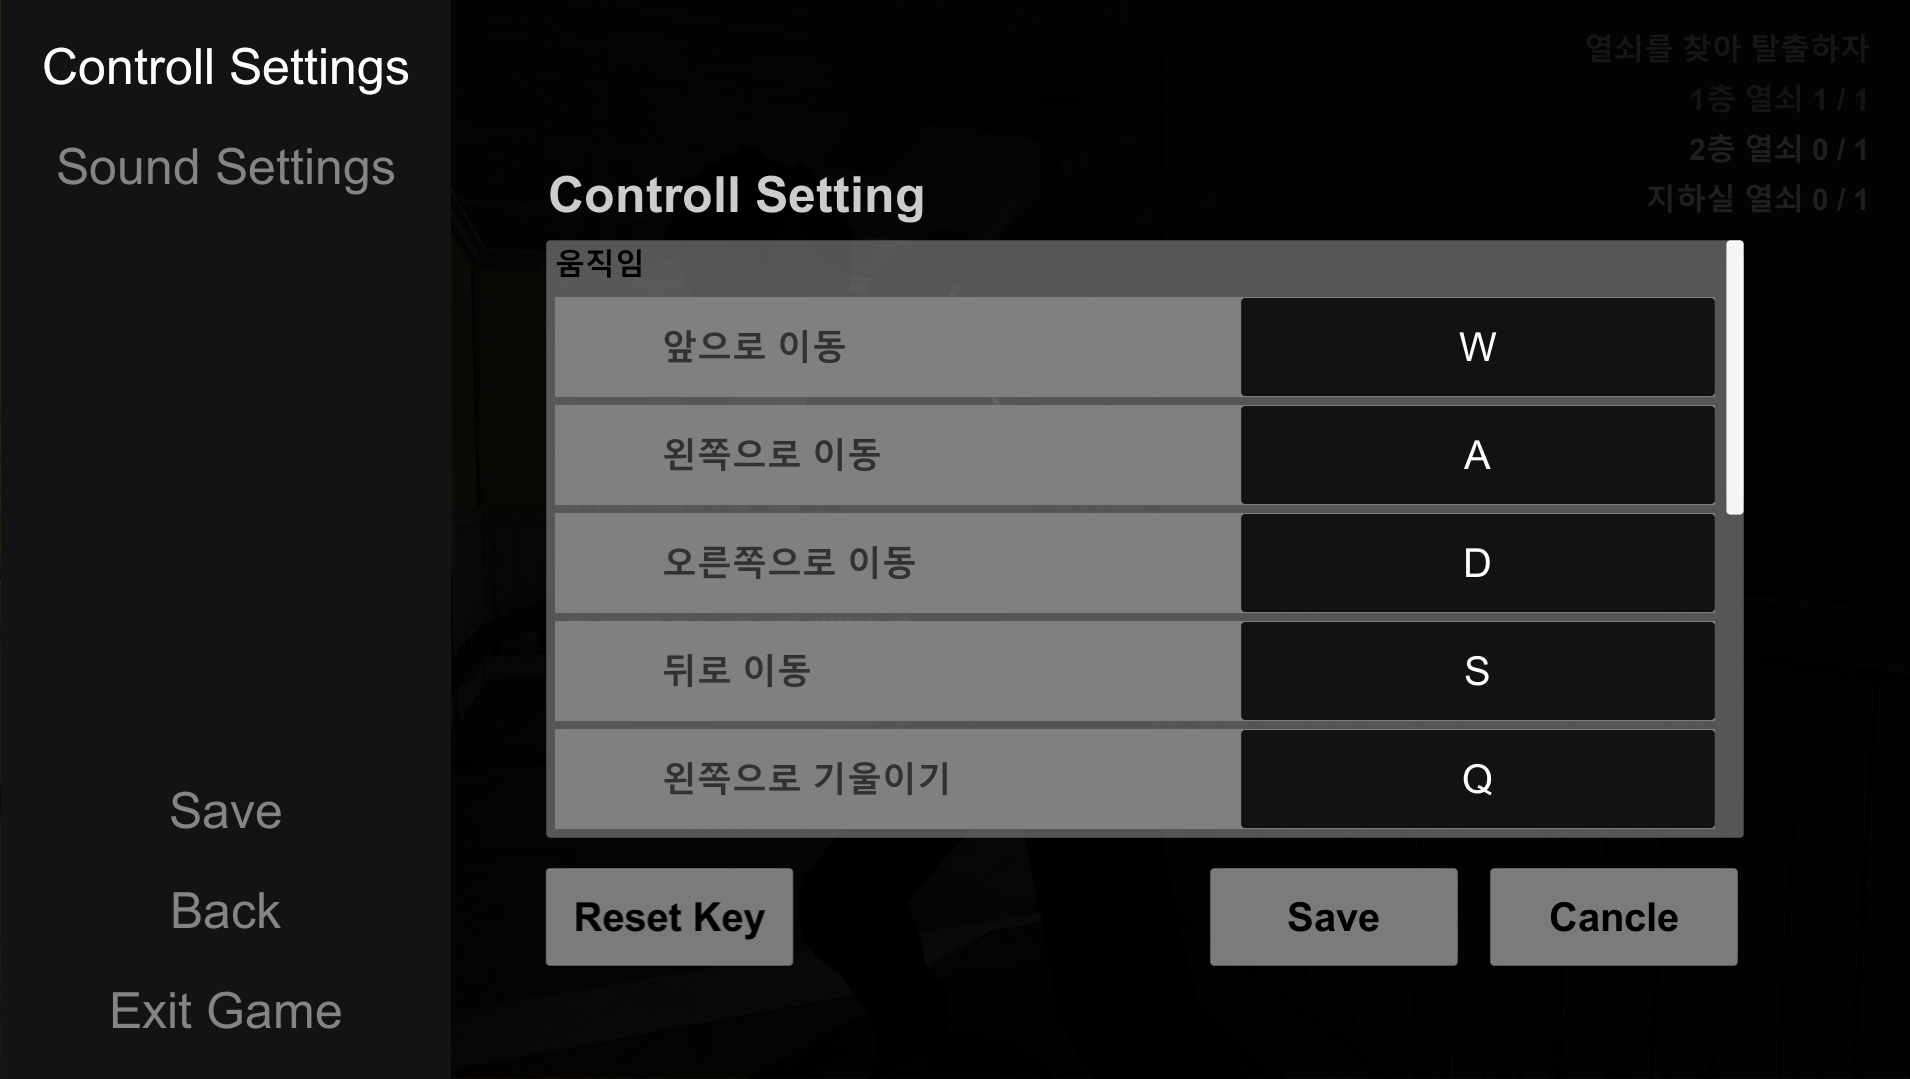 Controll Settings
Sound Settings
Save
Back
Exit Game
열쇠를 찾아 탈출하자
1층 열쇠 1 / 1
2층 열쇠 0 / 1
지하실 열쇠 0 / 1
Controll Setting
움직임
앞으로 이동 W
왼쪽으로 이동 A
오른쪽으로 이동 D
뒤로 이동 S
왼쪽으로 기울이기 Q
Reset Key Save Cancle